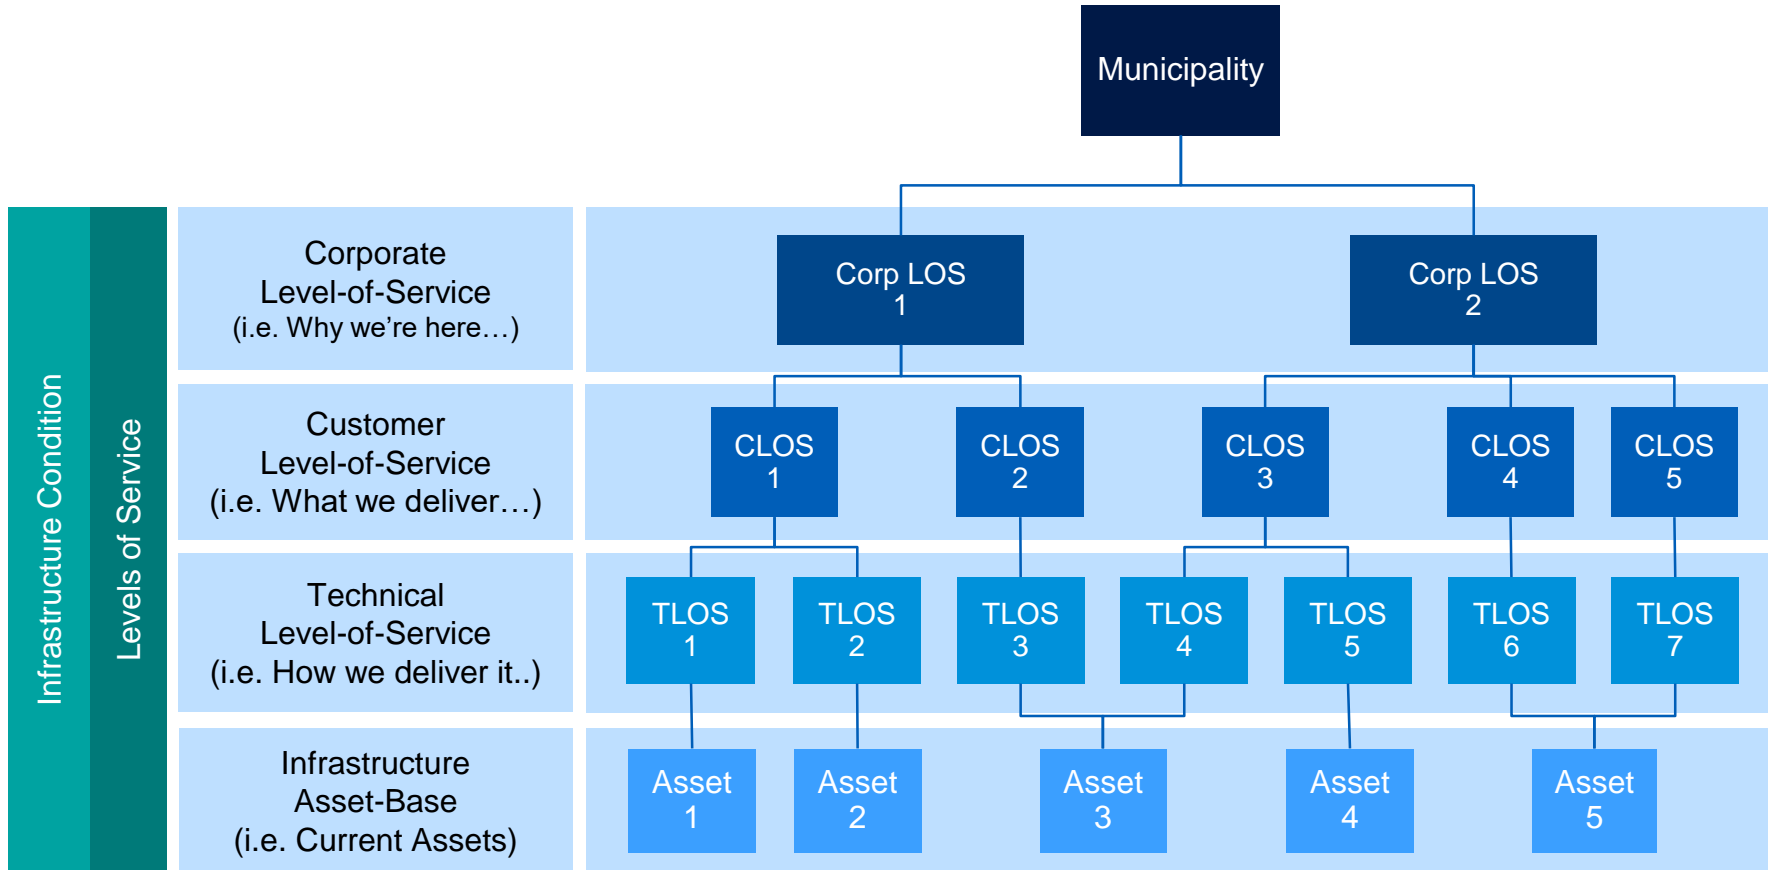 Municipality
Infrastructure Condition
Levels of Service
Corporate
Level-of-Service
(i.e. Why we’re here…)
Corp LOS
1
Corp LOS
2
Customer
Level-of-Service
(i.e. What we deliver…)
CLOS
1
CLOS
2
CLOS
3
CLOS
4
CLOS
5
Technical
Level-of-Service
(i.e. How we deliver it..)
TLOS
1
TLOS
2
TLOS
3
TLOS
4
TLOS
5
TLOS
6
TLOS
7
Infrastructure
Asset-Base
(i.e. Current Assets)
Asset
1
Asset
2
Asset
3
Asset
4
Asset
5